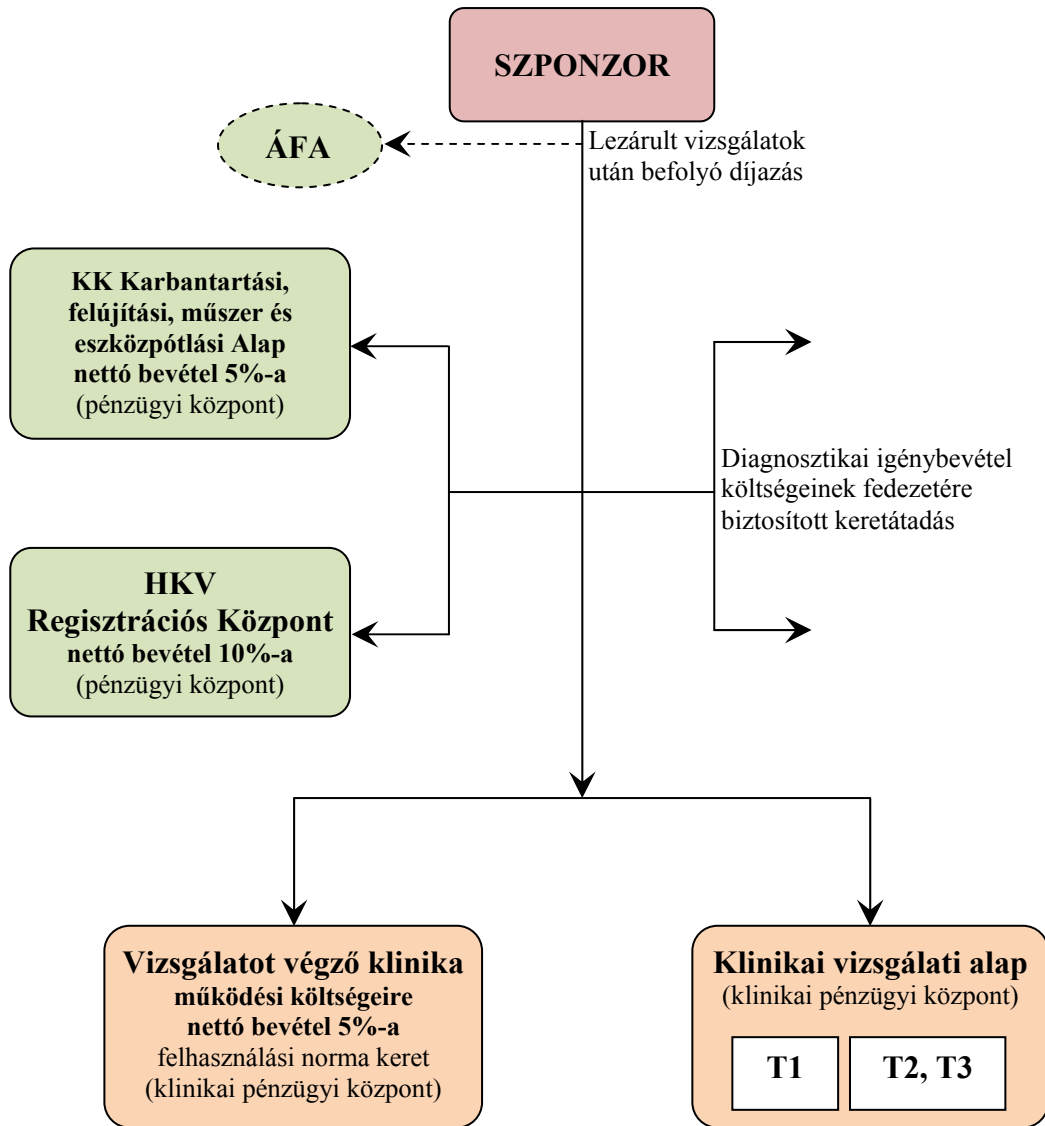 SZPONZOR
ÁFA
Lezárult vizsgálatok
után befolyó díjazás
KK Karbantartási,
felújítási, műszer és
eszközpótlási Alap
nettó bevétel 5%-a
(pénzügyi központ)
Diagnosztikai igénybevétel
költségeinek fedezetére
biztosított keretátadás
HKV
Regisztrációs Központ
nettó bevétel 10%-a
(pénzügyi központ)
Vizsgálatot végző klinika
működési költségeire
nettó bevétel 5%-a
felhasználási norma keret
(klinikai pénzügyi központ)
Klinikai vizsgálati alap
(klinikai pénzügyi központ)
T1
T2, T3